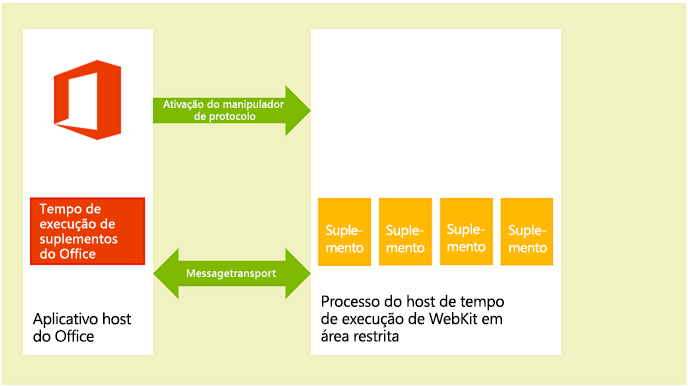 Ativação do manipulador
de protocolo
Tempo de
execução de
suplementos
do Office
Suple-
mento
Suple-
mento
Suple-
mento
Suple-
mento
Messagetransport
Aplicativo host
do Office
Processo do host de tempo
de execução de WebKit em
área restrita